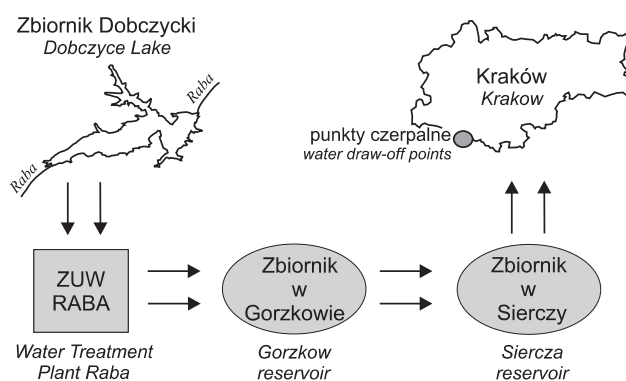 Zbiornik Dobczycki
Dobczyce Lake
Raba
Raba
Kraków
Krakow
punkty czerpalne
water draw-off points
ZUW
RABA
Water Treatment
Plant Raba
Zbiornik
w
Gorzkowie
Gorzkow
reservoir
Zbiornik
w
Sierczy
Siercza
reservoir